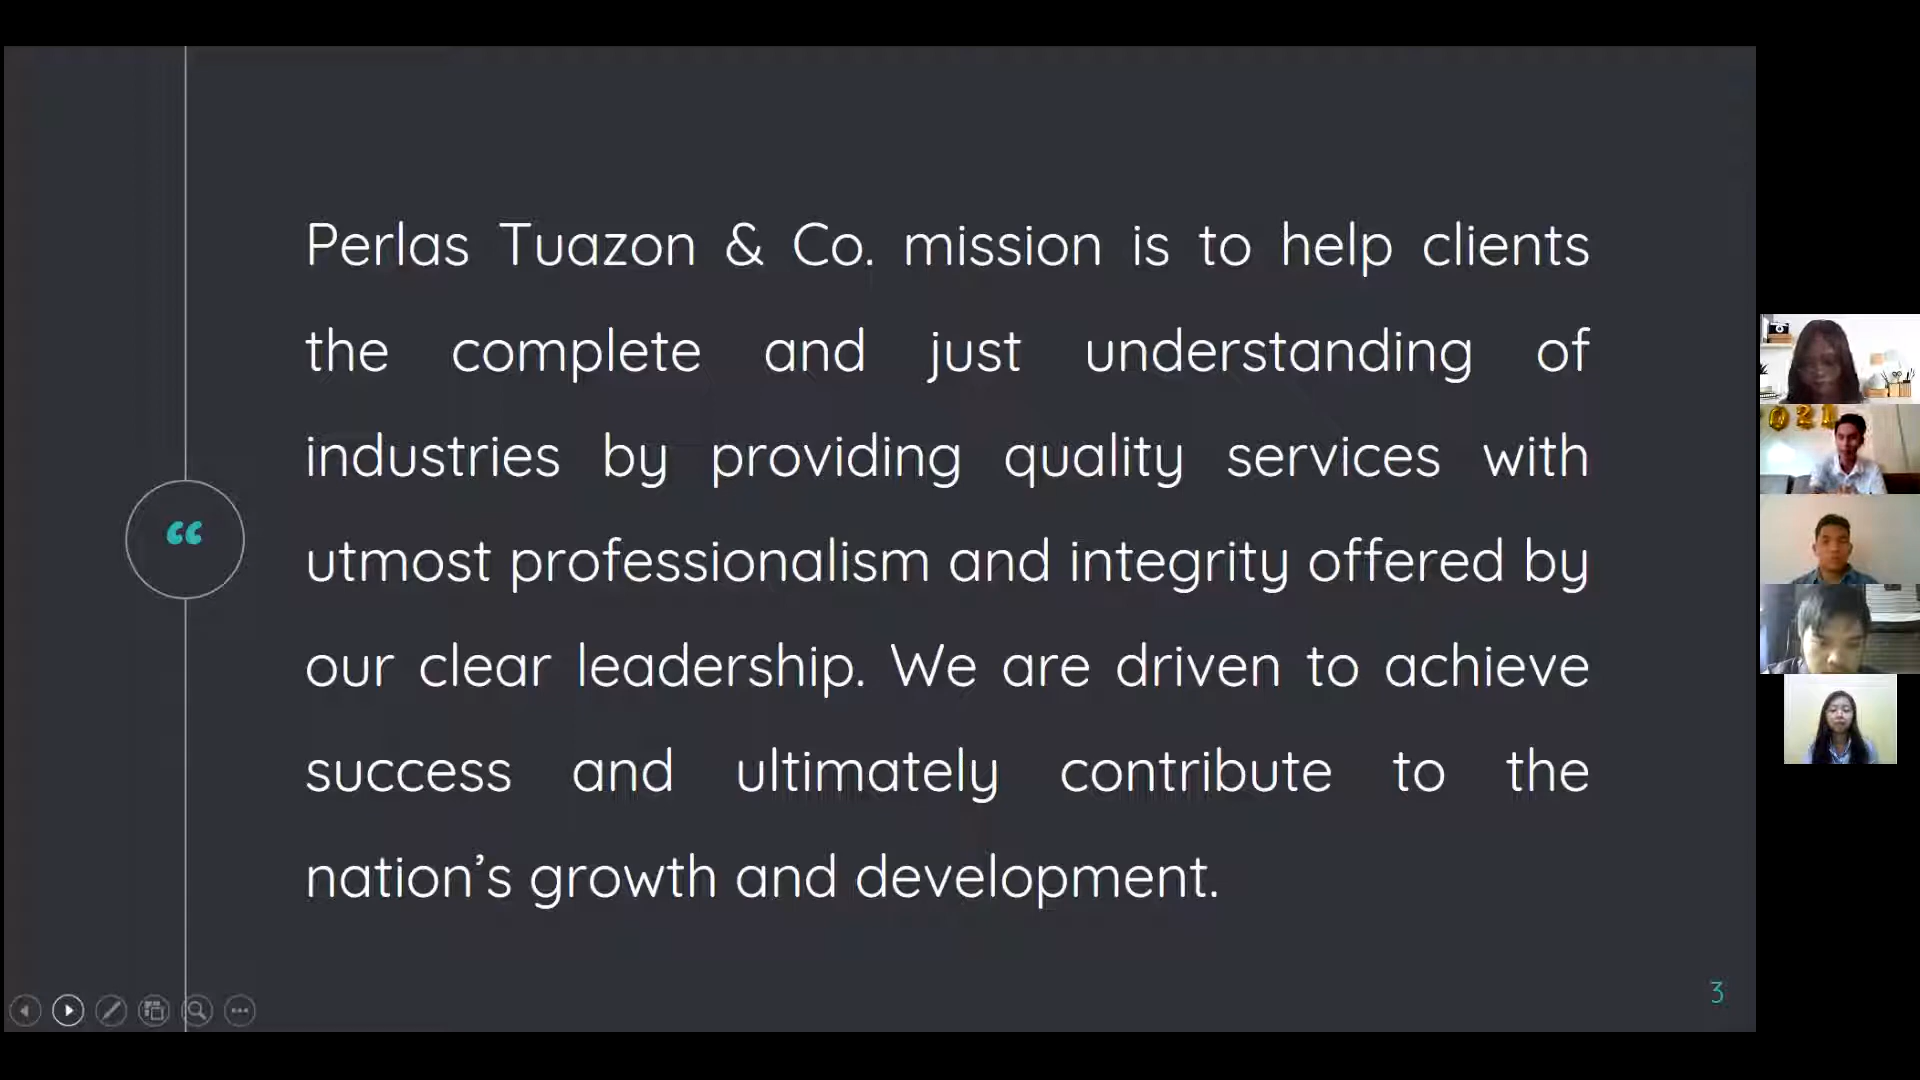 Perlas Tuazon & Co. mission is to help clients
the complete and just understanding of
industries by providing quality services with
utmost professionalism and integrity offered by
our clear leadership. We are driven to achieve
success and ultimately contribute to the
nation’s growth and development.
“
3
021